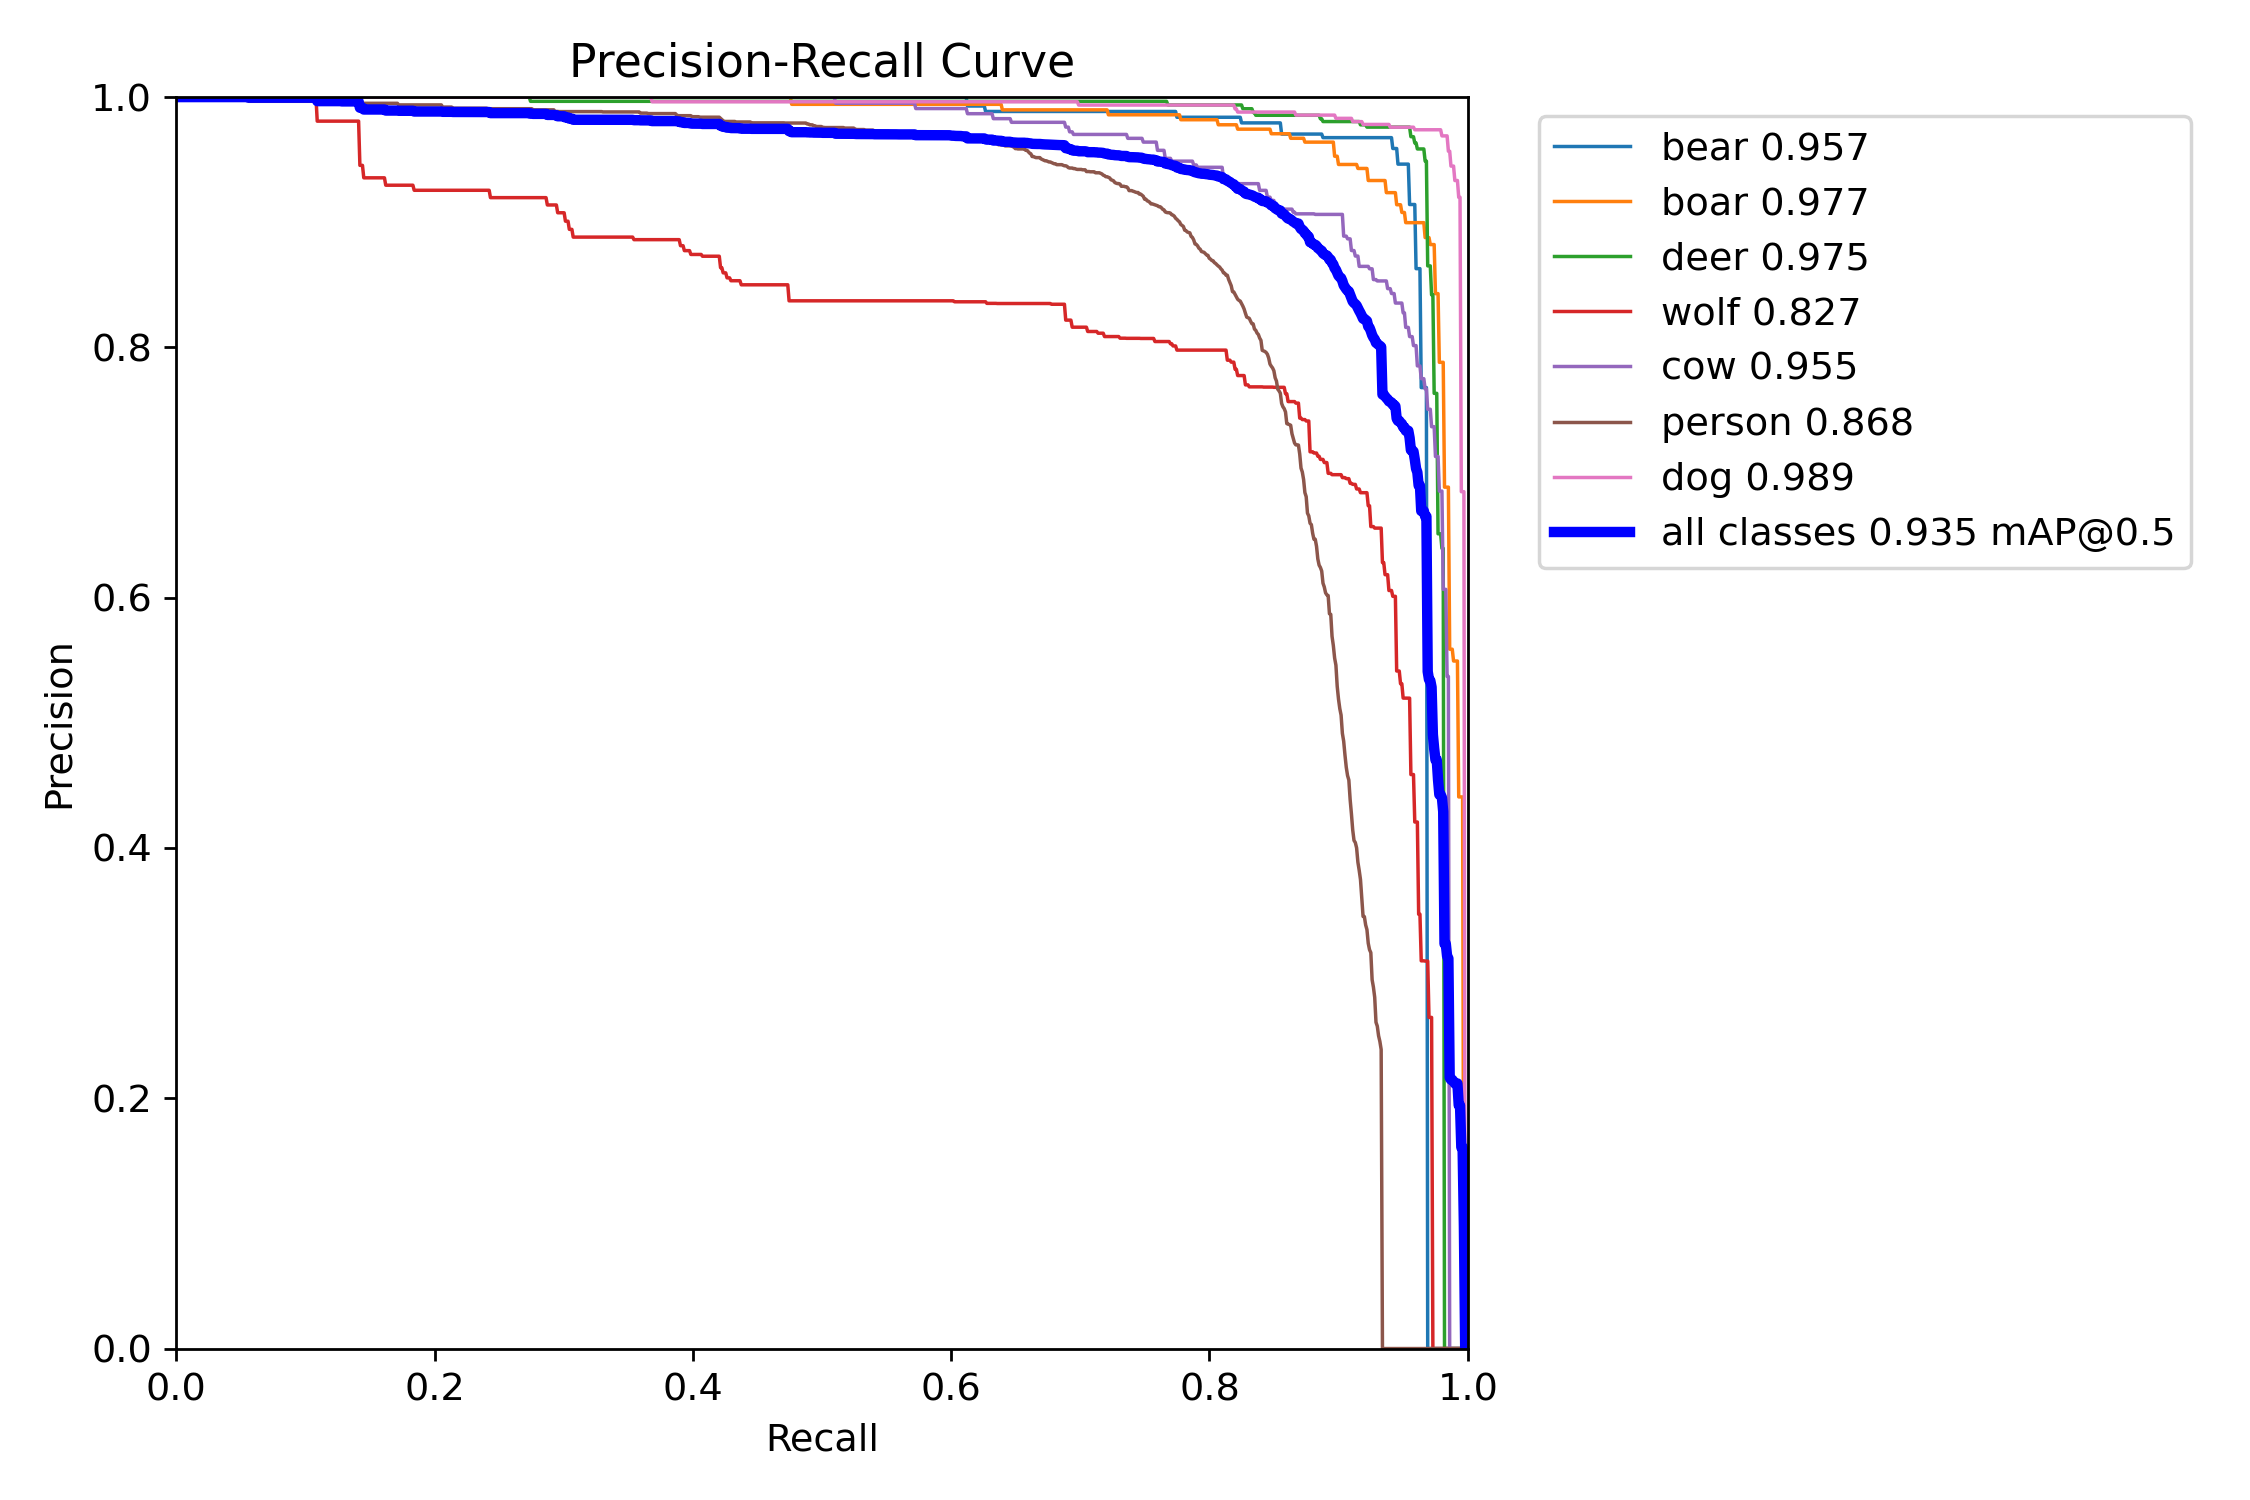 Precision-Recall Curve
1.0
0.8
0.6
0.4
0.2
0.0
Precision
0.0 0.2 0.4 0.6 0.8 1.0
Recall
bear 0.957
boar 0.977
deer 0.975
wolf 0.827
cow 0.955
person 0.868
dog 0.989
all classes 0.935 mAP@0.5